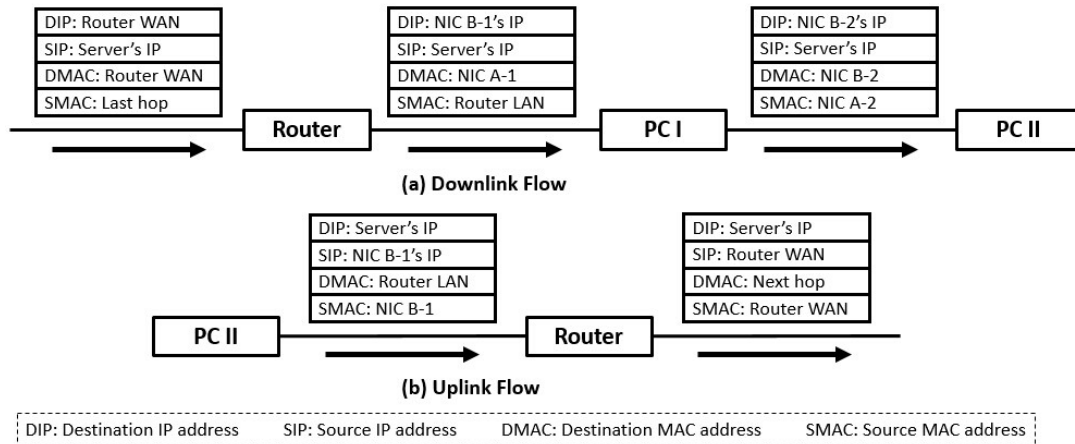 DIP: Router WAN
SIP: Server's IP
DMAC: Router WAN
SMAC: Last hop
DIP: NIC B-1's IP
SIP: Server's IP
DMAC: NIC A-1
SMAC: Router LAN
DIP: NIC B-2's IP
SIP: Server's IP
DMAC: NIC B-2
SMAC: NIC A-2
Router
PC I
PC II
(a) Downlink Flow
DIP: Server's IP
SIP: NIC B-1's IP
DMAC: Router LAN
SMAC: NIC B-1
DIP: Server's IP
SIP: Router WAN
DMAC: Next hop
SMAC: Router WAN
PC II
Router
(b) Uplink Flow
DIP: Destination IP address SIP: Source IP address DMAC: Destination MAC address SMAC: Source MAC address